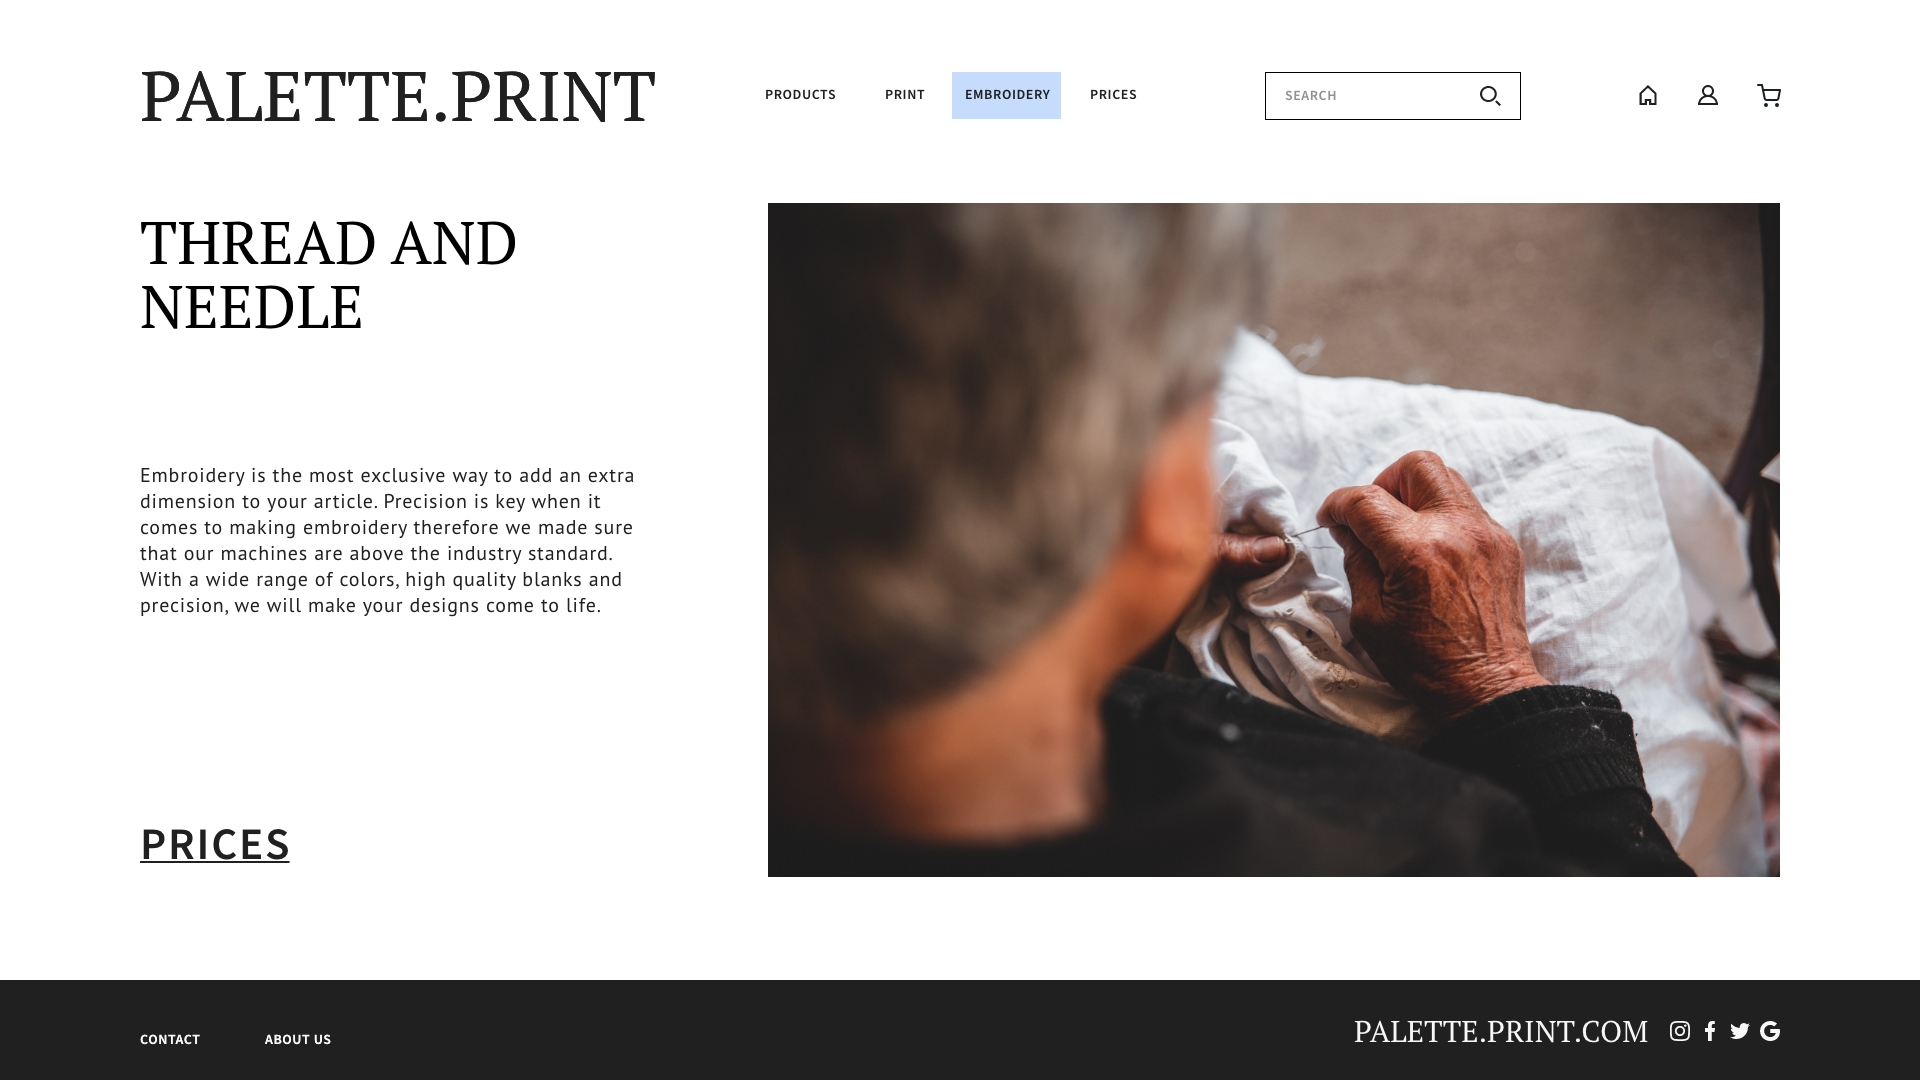 PALETTE.PRINT
PRODUCTS
PRINT
EMBROIDERY
PRICES
SEARCH
THREAD AND
NEEDLE
Embroidery is the most exclusive way to add an extra
dimension to your article. Precision is key when it
comes to making embroidery therefore we made sure
that our machines are above the industry standard.
With a wide range of colors, high quality blanks and
precision, we will make your designs come to life.
PRICES
CONTACT
ABOUT US
PALETTE.PRINT.COM